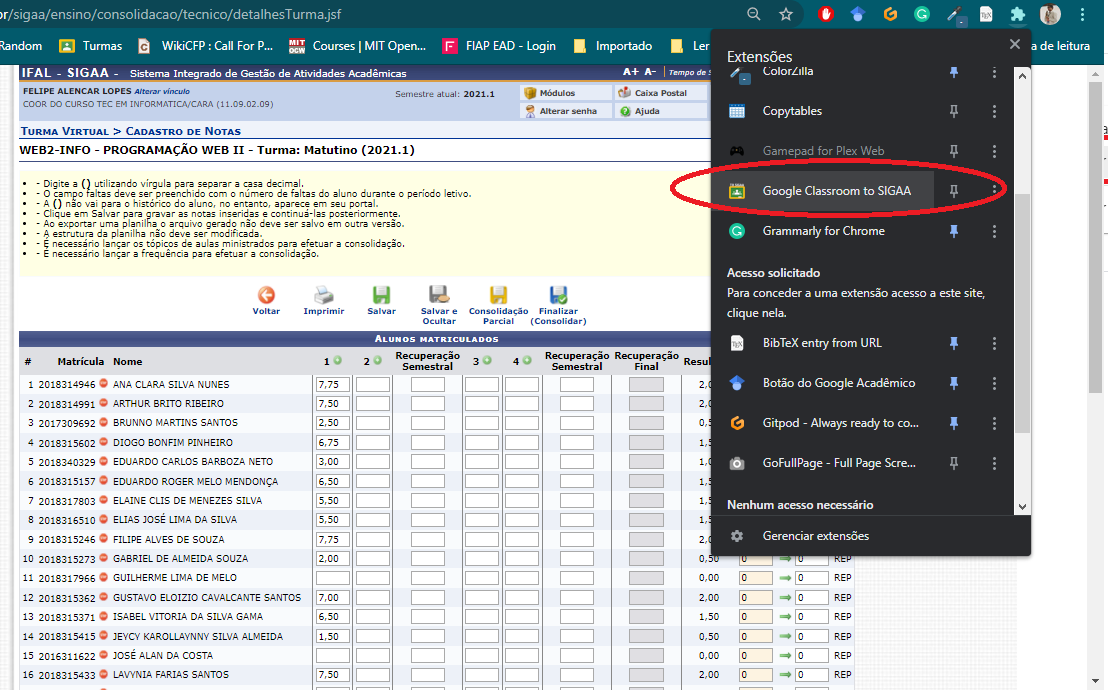 or/sigaa/ensino/consolidacao/tecnico/detalhesTurma.jsf
Random Turmas WikiCFP : Call For P... Courses | MIT Open... FIAP EAD - Login Importado Ler
a de leitura
IFAL - SIGAA - Sistema Integrado de Gestão de Atividades Acadêmicas A+ A- Tempo de S
FELIPE ALENCAR LOPES Alterar vínculo
COOR DO CURSO TEC EM INFORMATICA/CARA (11.09.02.09)
Semestre atual: 2021.1
Módulos Caixa Postal
Alterar senha Ajuda
Turma Virtual > Cadastro de Notas
WEB2-INFO - PROGRAMAÇÃO WEB II - Turma: Matutino (2021.1)
- Digite a () utilizando vírgula para separar a casa decimal.
- O campo faltas deve ser preenchido com o número de faltas do aluno durante o período letivo.
- A () não vai para o histórico do aluno, no entanto, aparece em seu portal.
- Clique em Salvar para gravar as notas inseridas e continuá-las posteriormente.
- Ao exportar uma planilha o arquivo gerado não deve ser salvo em outra versão.
- A estrutura da planilha não deve ser modificada.
- É necessário lançar os tópicos de aulas ministrados para efetuar a consolidação.
- É necessário lançar a frequência para efetuar a consolidação.
Voltar Imprimir Salvar Salvar e Ocultar Consolidação Parcial Finalizar (Consolidar)
Alunos matriculados
# Matrícula Nome 1 2 Recuperação Semestral 3 4 Recuperação Semestral Recuperação Final Resul
1 2018314946 ANA CLARA SILVA NUNES 7,75 2,0
2 2018314991 ARTHUR BRITO RIBEIRO 7,50 2,0
3 2017309692 BRUNNO MARTINS SANTOS 2,50 0,5
4 2018315602 DIOGO BONFIM PINHEIRO 6,75 1,5
5 2018340329 EDUARDO CARLOS BARBOZA NETO 3,00 1,0
6 2018315157 EDUARDO ROGER MELO MENDONÇA 6,50 1,5
7 2018317803 ELAINE CLIS DE MENEZES SILVA 5,50 1,5
8 2018316510 ELIAS JOSÉ LIMA DA SILVA 5,50 1,5
9 2018315246 FILIPE ALVES DE SOUZA 7,75 2,0
10 2018315273 GABRIEL DE ALMEIDA SOUZA 2,00 0,50 0 0 REP
11 2018317966 GUILHERME LIMA DE MELO 0,00 0 0 REP
12 2018315362 GUSTAVO ELOIZIO CAVALCANTE SANTOS 7,00 2,00 0 0 REP
13 2018315371 ISABEL VITORIA DA SILVA GAMA 6,50 1,50 0 0 REP
14 2018315415 JEYCY KAROLLAYNNY SILVA ALMEIDA 1,50 0,50 0 0 REP
15 2016311622 JOSÉ ALAN DA COSTA 0,00 0 0 REP
16 2018315433 LAVYNIA FARIAS SANTOS 7,50 2,00 0 0 REP
Extensões
ColorZilla
Copytables
Gamepad for Plex Web
Google Classroom to SIGAA
Grammarly for Chrome
Acesso solicitado
Para conceder a uma extensão acesso a este site,
clique nela.
BibTeX entry from URL
Botão do Google Acadêmico
Gitpod - Always ready to co...
GoFullPage - Full Page Scre...
Nenhum acesso necessário
Gerenciar extensões